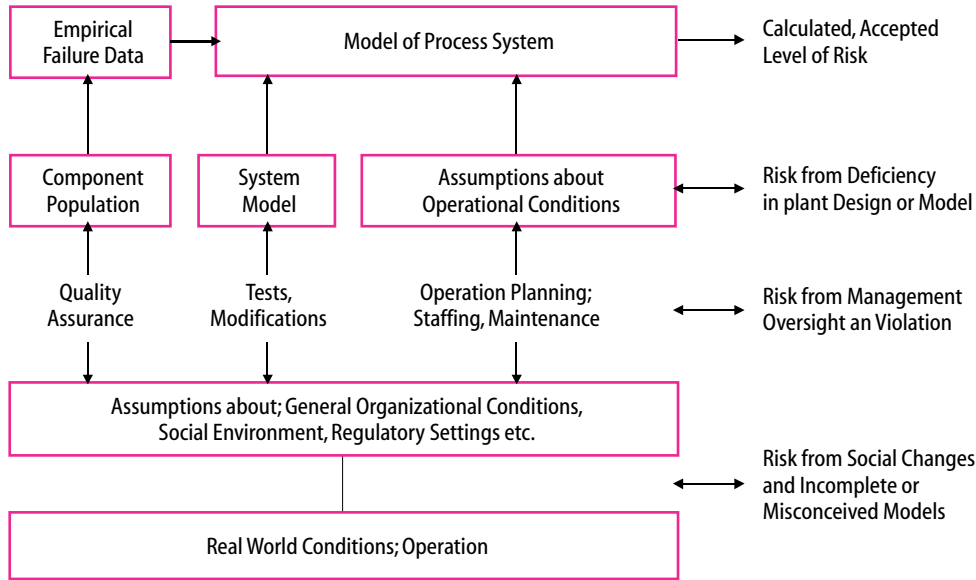 Empirical
Failure Data
Model of Process System
Calculated, Accepted
Level of Risk
Component
Population
System
Model
Assumptions about
Operational Conditions
Risk from Deficiency
in plant Design or Model
Quality
Assurance
Tests,
Modifications
Operation Planning;
Staffing, Maintenance
Risk from Management
Oversight an Violation
Assumptions about; General Organizational Conditions,
Social Environment, Regulatory Settings etc.
Risk from Social Changes
and Incomplete or
Misconceived Models
Real World Conditions; Operation